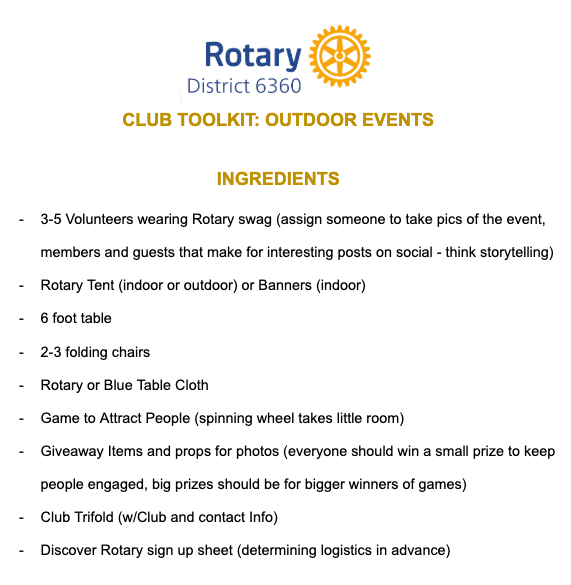 Rotary
District 6360
CLUB TOOLKIT: OUTDOOR EVENTS
INGREDIENTS
- 3-5 Volunteers wearing Rotary swag (assign someone to take pics of the event,
members and guests that make for interesting posts on social - think storytelling)
- Rotary Tent (indoor or outdoor) or Banners (indoor)
- 6 foot table
- 2-3 folding chairs
- Rotary or Blue Table Cloth
- Game to Attract People (spinning wheel takes little room)
- Giveaway Items and props for photos (everyone should win a small prize to keep
people engaged, big prizes should be for bigger winners of games)
- Club Trifold (w/Club and contact Info)
- Discover Rotary sign up sheet (determining logistics in advance)